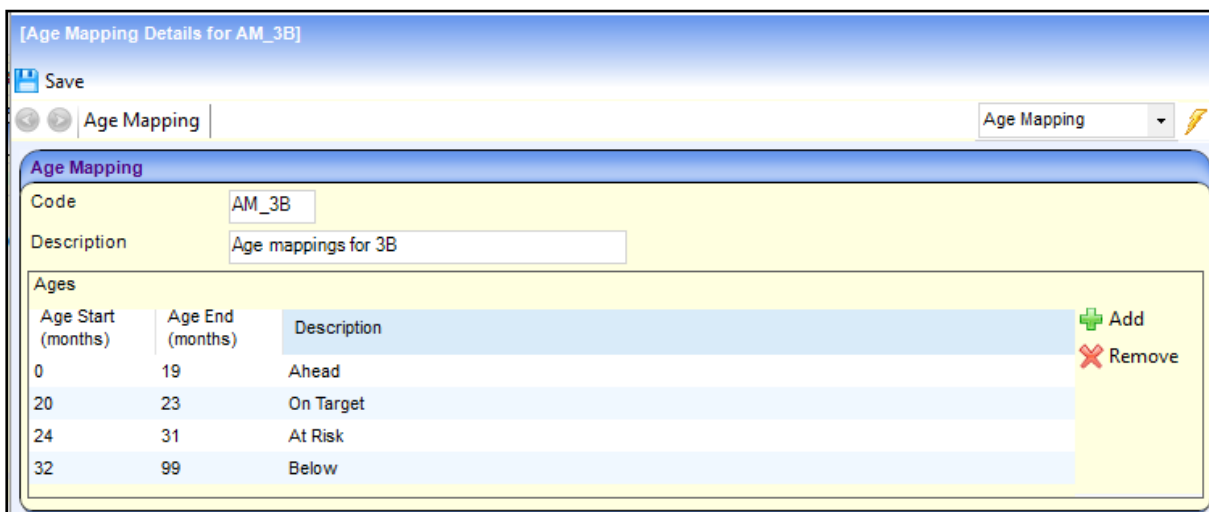 [Age Mapping Details for AM_3B]
Save
Age Mapping Age Mapping
Age Mapping
Code AM_3B
Description Age mappings for 3B
Ages
Age Start (months) Age End (months) Description
0 19 Ahead
20 23 On Target
24 31 At Risk
32 99 Below
Add
Remove